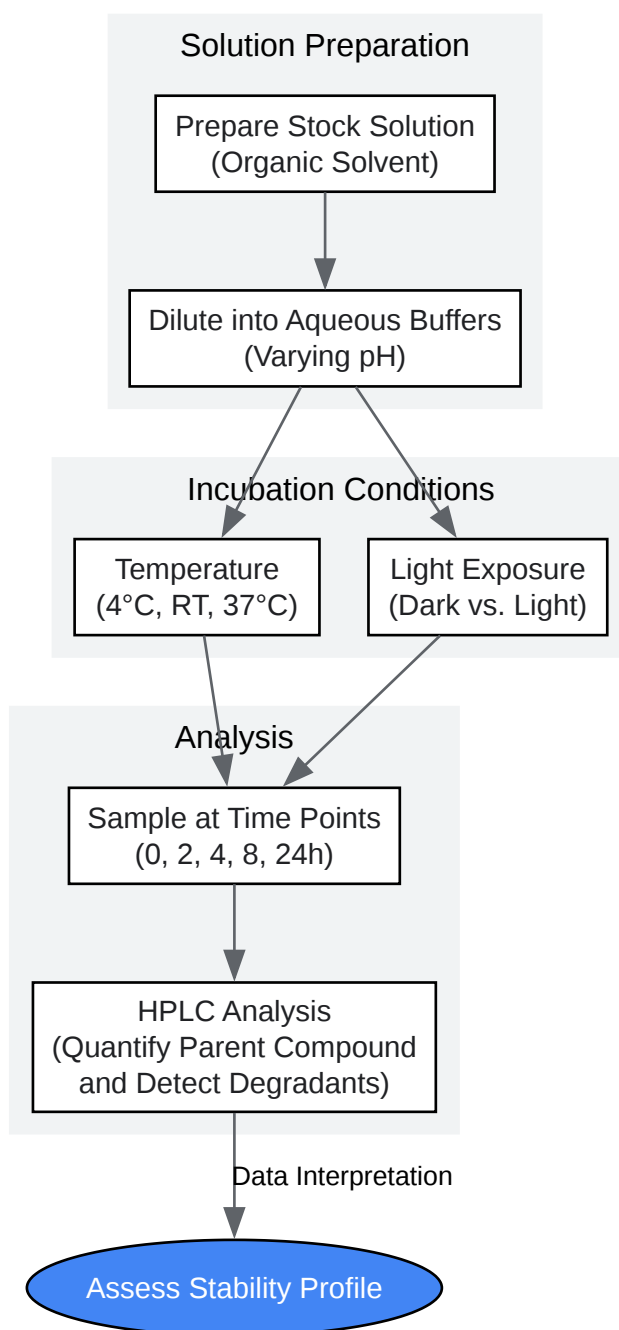 Solution Preparation
Prepare Stock Solution
(Organic Solvent)
Dilute into Aqueous Buffers
(Varying pH)
Incubation Conditions
Temperature
(4°C, RT, 37°C)
Light Exposure
(Dark vs. Light)
Analysis
Sample at Time Points
(0, 2, 4, 8, 24h)
HPLC Analysis
(Quantify Parent Compound
and Detect Degradants)
Data Interpretation
Assess Stability Profile